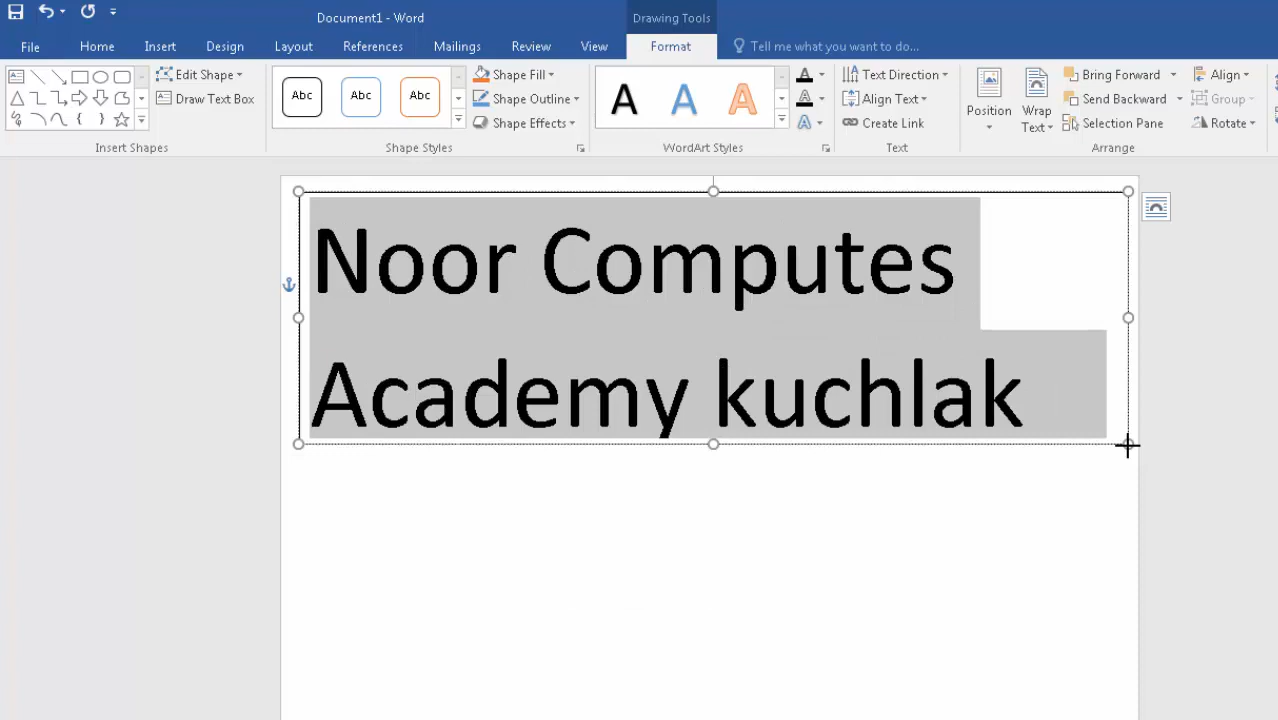 Document1 - Word
Drawing Tools
File Home Insert Design Layout References Mailings Review View Format Tell me what you want to do...
Edit Shape
Draw Text Box
Insert Shapes
Abc Abc Abc
Shape Fill
Shape Outline
Shape Effects
Shape Styles
A A A
WordArt Styles
Text Direction
Align Text
Create Link
Text
Position
Wrap
Text
Bring Forward
Send Backward
Selection Pane
Align
Group
Rotate
Arrange
Noor Computes
Academy kuchlak